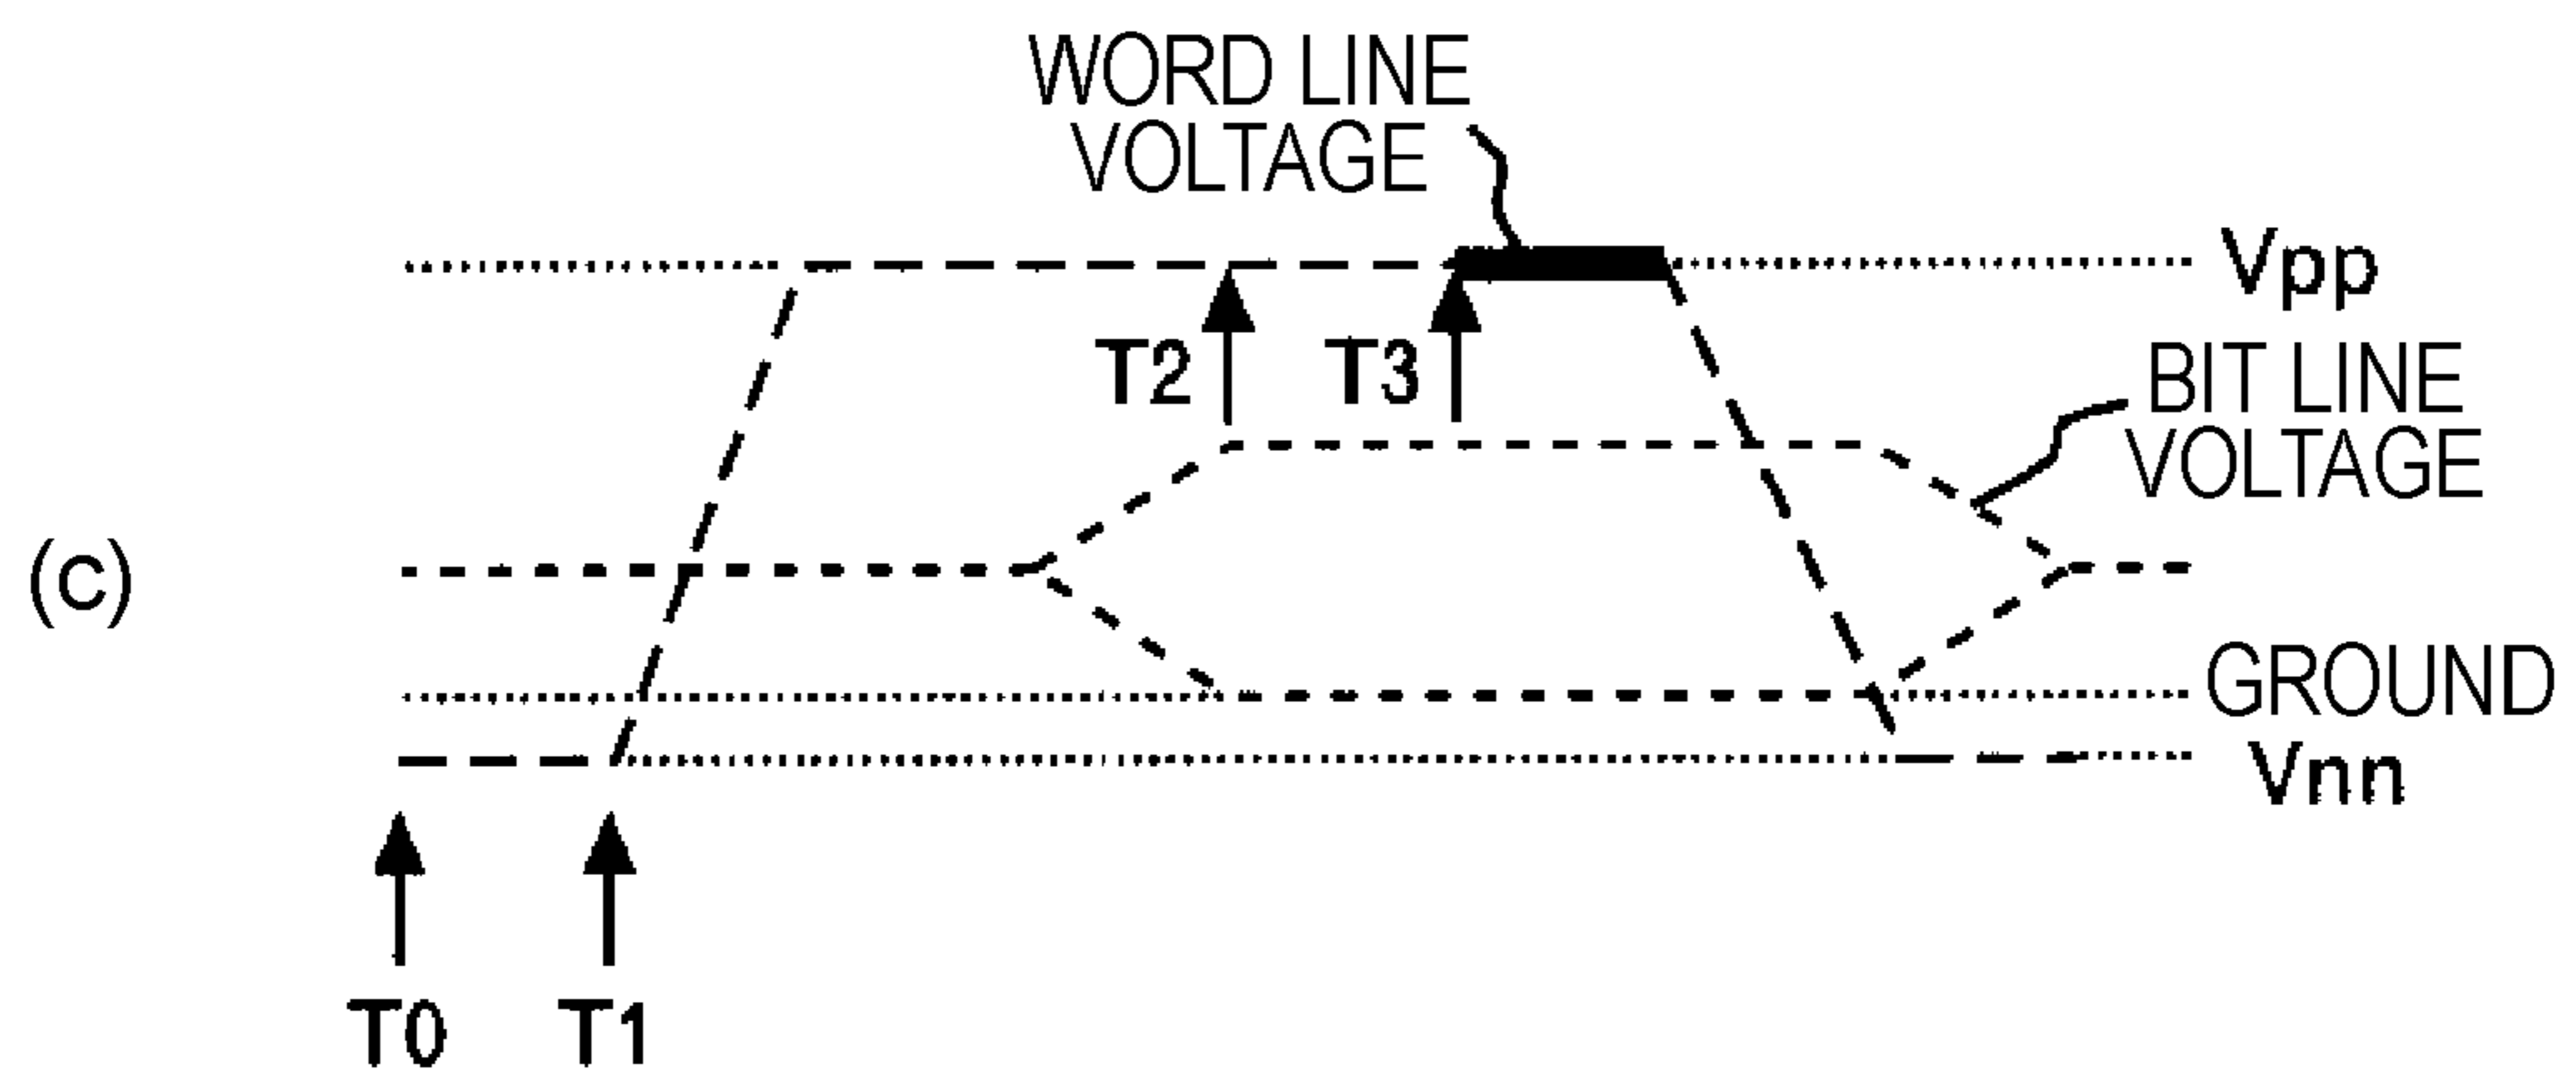 WORD LINE
VOLTAGE
Vpp
T2
T3
BIT LINE
VOLTAGE
(c)
GROUND
Vnn
T0
T1